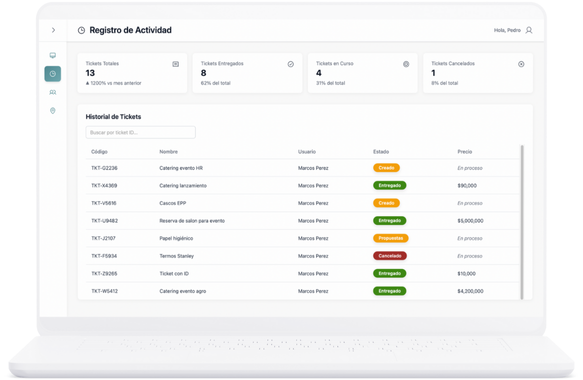 Registro de Actividad
Hola, Pedro
Tickets Totales
13
1200% vs mes anterior
Tickets Entregados
8
62% del total
Tickets en Curso
4
31% del total
Tickets Cancelados
1
8% del total
Historial de Tickets
Buscar por ticket ID...
Código Nombre Usuario Estado Precio
TKT-G2236 Catering evento HR Marcos Perez Creado En proceso
TKT-X4369 Catering lanzamiento Marcos Perez Entregado $90,000
TKT-V5816 Cascos EPP Marcos Perez Creado En proceso
TKT-U9482 Reserva de salon para evento Marcos Perez Entregado $5,000,000
TKT-J2107 Papel higiénico Marcos Perez Propuestas En proceso
TKT-F5934 Termos Stanley Marcos Perez Cancelado En proceso
TKT-Z9265 Ticket con ID Marcos Perez Entregado $10,000
TKT-W5412 Catering evento agro Marcos Perez Entregado $4,200,000